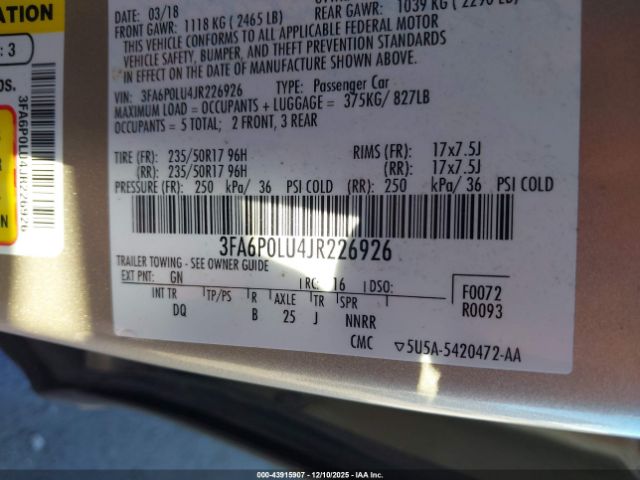 ATION
: 3
OS.
3FA6P0LU4JR226926
N
DATE: 03/18
FRONT GAWR: 1118 KG ( 2465 LB)
REAR GAWR: 1039 KG ( 2290 LB)
THIS VEHICLE CONFORMS TO ALL APPLICABLE FEDERAL MOTOR
VEHICLE SAFETY, BUMPER, AND THEFT PREVENTION STANDARDS
IN EFFECT ON THE DATE OF MANUFACTURE SHOWN ABOVE.
VIN: 3FA6P0LU4JR226926 TYPE: Passenger Car
MAXIMUM LOAD = OCCUPANTS + LUGGAGE = 375KG/ 827LB
OCCUPANTS = 5 TOTAL; 2 FRONT, 3 REAR
TIRE (FR): 235/50R17 96H RIMS (FR): 17x7.5J
(RR): 235/50R17 96H (RR): 17x7.5J
PRESSURE (FR): 250 kPa/ 36 PSI COLD (RR): 250 kPa/ 36 PSI COLD
3FA6P0LU4JR226926
TRAILER TOWING - SEE OWNER GUIDE
EXT PNT: GN RC: 16 DSO: F0072
INT TR TP/PS R AXLE TR SPR R0093
DQ B 25 J NNRR
CMC ▽5U5A-5420472-AA
00-43915907 - 12/10/2025 - IAA Inc.